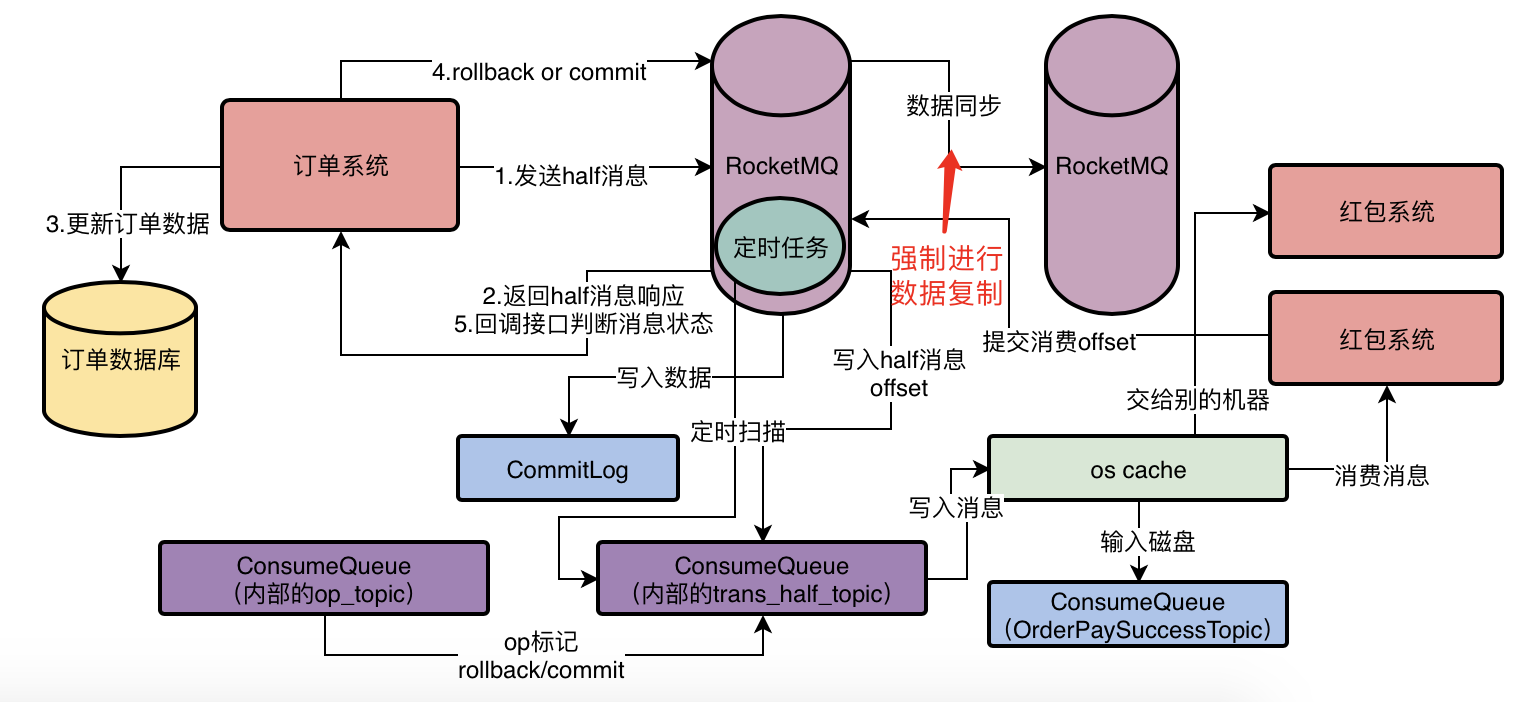 4.rollback or commit
数据同步
订单系统
1.发送half消息
RocketMQ
RocketMQ
3.更新订单数据
红包系统
定时任务
强制进行
数据复制
2.返回half消息响应
5.回调接口判断消息状态
订单数据库
写入half消息
offset
提交消费offset
红包系统
写入数据
交给别的机器
定时扫描
CommitLog
os cache
消费消息
写入消息
输入磁盘
ConsumeQueue
（内部的op_topic）
ConsumeQueue
（内部的trans_half_topic）
ConsumeQueue
（OrderPaySuccessTopic）
op标记
rollback/commit